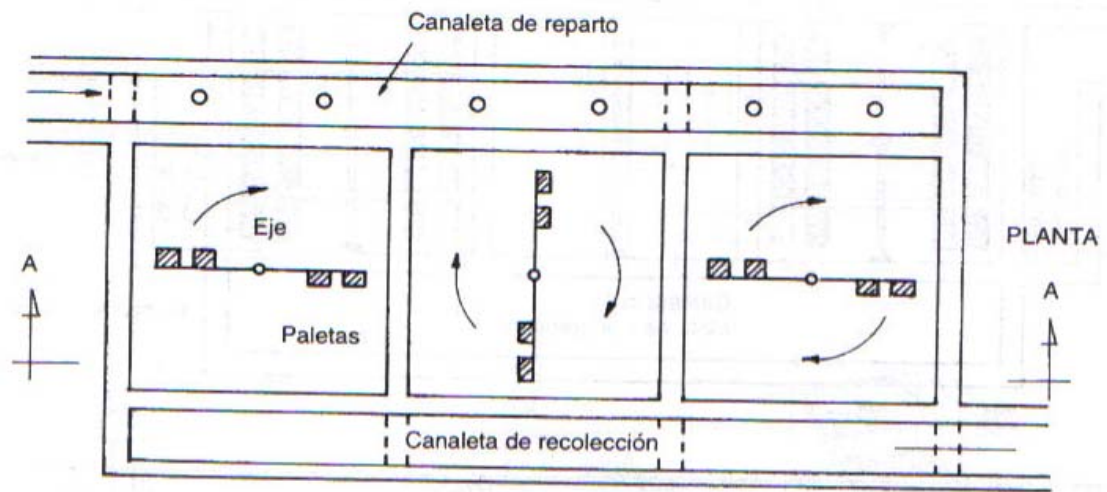 Canaleta de reparto
Eje
PLANTA
A
A
Paletas
Canaleta de recolección